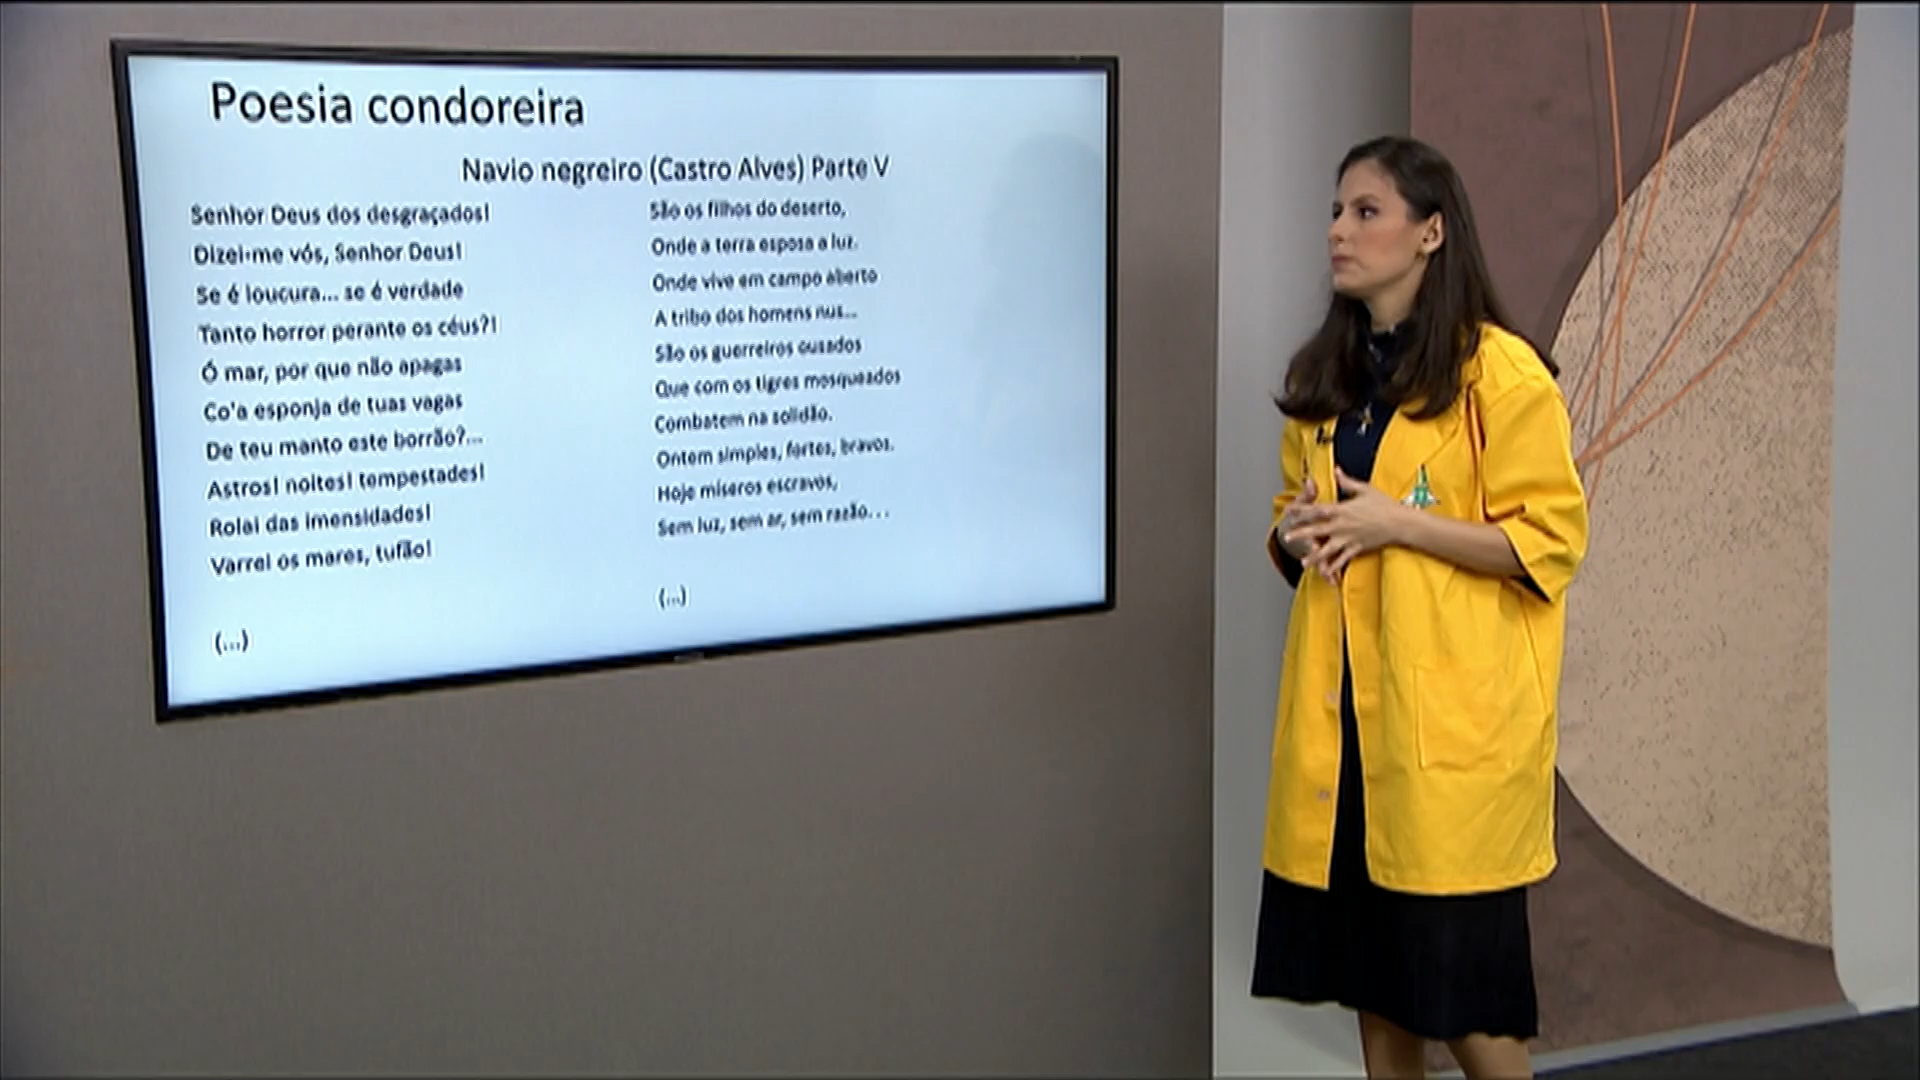 Poesia condoreira
Navio negreiro (Castro Alves) Parte V
Senhor Deus dos desgraçados!
Dizei-me vós, Senhor Deus!
Se é loucura... se é verdade
Tanto horror perante os céus?!
Ó mar, por que não apagas
Co'a esponja de tuas vagas
De teu manto este borrão?...
Astros! noites! tempestades!
Rolai das imensidades!
Varrei os mares, tufão!
(...)
São os filhos do deserto,
Onde a terra esposa a luz.
Onde vive em campo aberto
A tribo dos homens nus...
São os guerreiros ousados
Que com os tigres mosqueados
Combatem na solidão.
Ontem simples, fortes, bravos.
Hoje míseros escravos,
Sem luz, sem ar, sem razão. . .
(...)